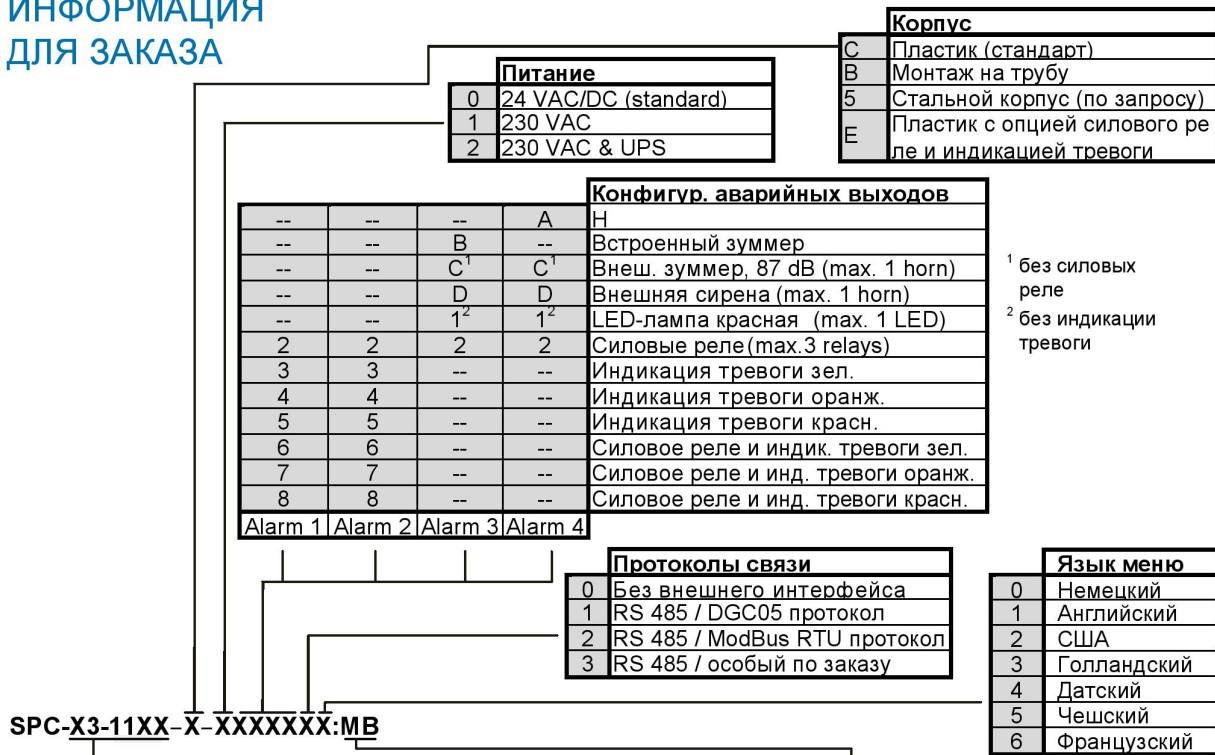 ИНФОРМАЦИЯ
ДЛЯ ЗАКАЗА
Корпус
C Пластик (стандарт)
B Монтаж на трубу
5 Стальной корпус (по запросу)
E Пластик с опцией силового ре
ле и индикацией тревоги
Питание
0 24 VAC/DC (standard)
1 230 VAC
2 230 VAC & UPS
Конфигур. аварийных выходов
-- -- -- A Н
-- -- B -- Встроенный зуммер
-- -- C¹ C¹ Внеш. зуммер, 87 dB (max. 1 horn)
-- -- D D Внешняя сирена (max. 1 horn)
-- -- 1² 1² LED-лампа красная (max. 1 LED)
2 2 2 2 Силовые реле (max.3 relays)
3 3 -- -- Индикация тревоги зел.
4 4 -- -- Индикация тревоги оранж.
5 5 -- -- Индикация тревоги красн.
6 6 -- -- Силовое реле и индик. тревоги зел.
7 7 -- -- Силовое реле и инд. тревоги оранж.
8 8 -- -- Силовое реле и инд. тревоги красн.
Alarm 1 Alarm 2 Alarm 3 Alarm 4
¹ без силовых
реле
² без индикации
тревоги
Протоколы связи
0 Без внешнего интерфейса
1 RS 485 / DGC05 протокол
2 RS 485 / ModBus RTU протокол
3 RS 485 / особый по заказу
Язык меню
0 Немецкий
1 Английский
2 США
3 Голландский
4 Датский
5 Чешский
6 Французский
SPC-X3-11XX-X-XXXXXXX:MB